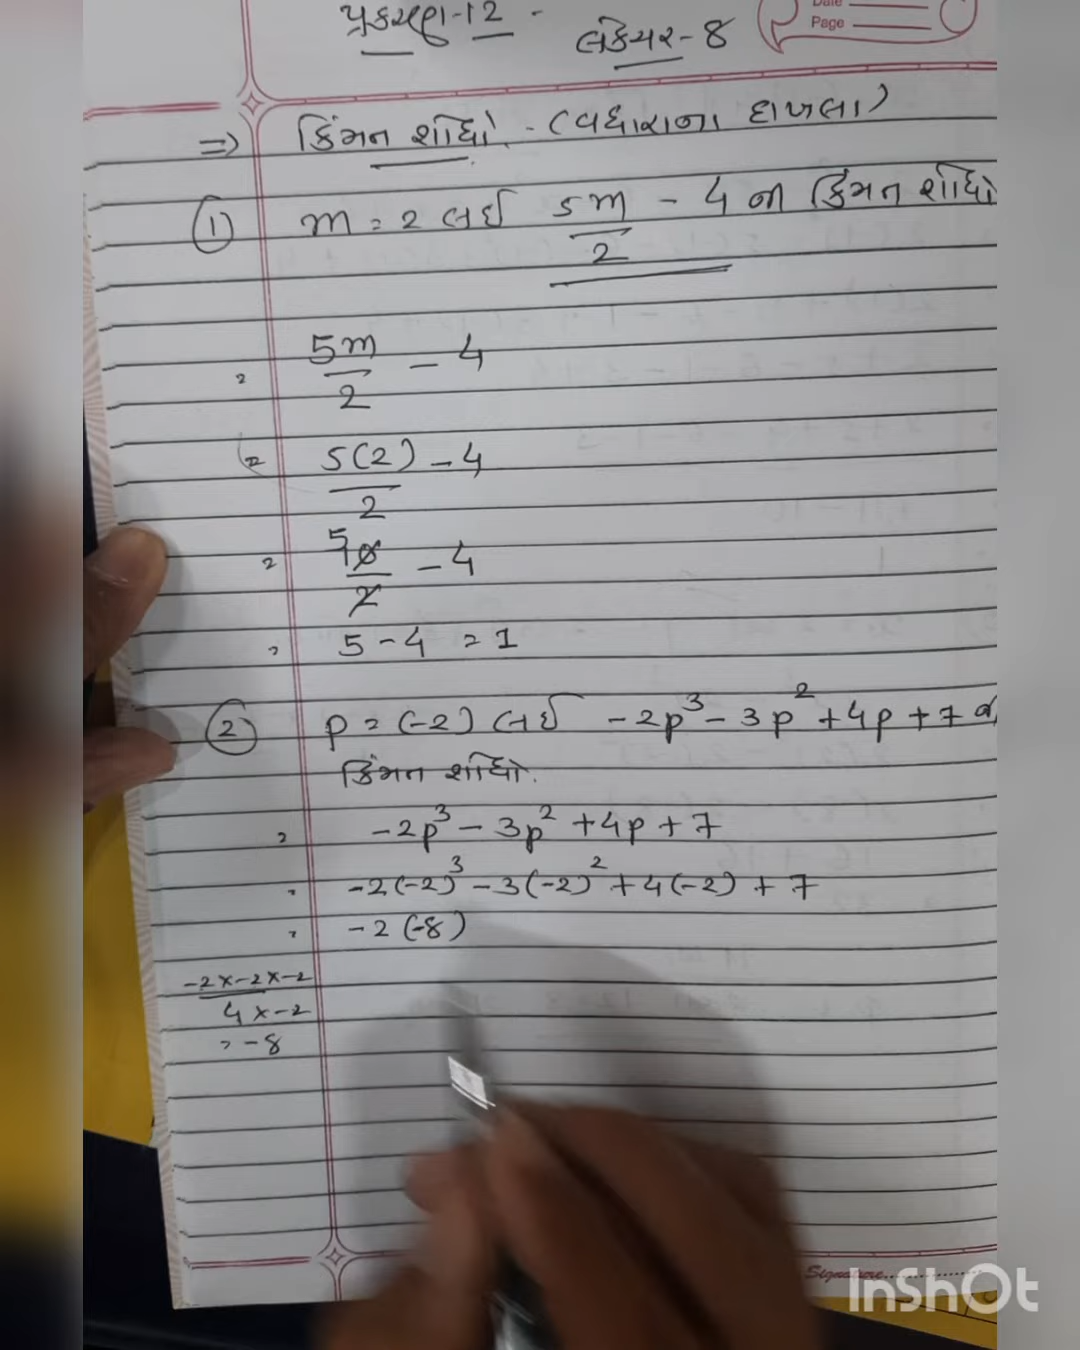 પ્રકરણ-12 -
લેક્ચર-8
Date
Page
=> કિંમત શોધો. - (વધારાના દાખલા)
(1) m = 2 લઈ 5m/2 - 4 ની કિંમત શોધો
= 5m/2 - 4
= 5(2)/2 - 4
= 5 10/2 - 4
= 5 - 4 = 1
(2) p = (-2) લઈ -2p³ - 3p² + 4p + 7 ની
કિંમત શોધો.
= -2p³ - 3p² + 4p + 7
= -2(-2)³ - 3(-2)² + 4(-2) + 7
= -2(-8)
-2×-2×-2
4×-2
= -8
Signature..............
InShOt